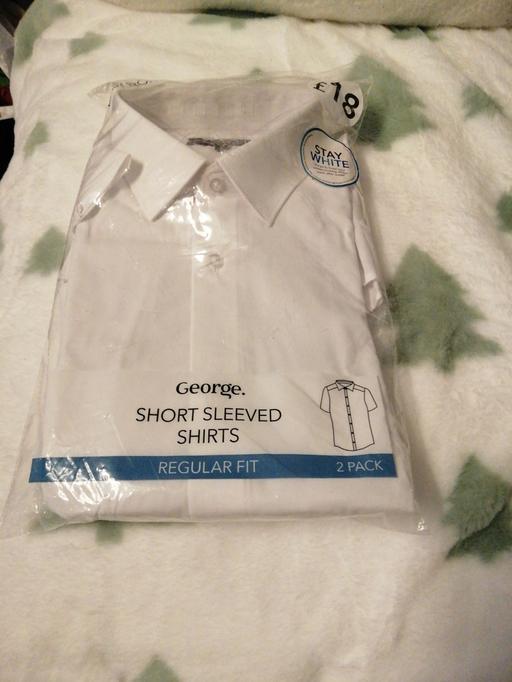 £18
STAY
WHITE
George.
SHORT SLEEVED
SHIRTS
REGULAR FIT
2 PACK